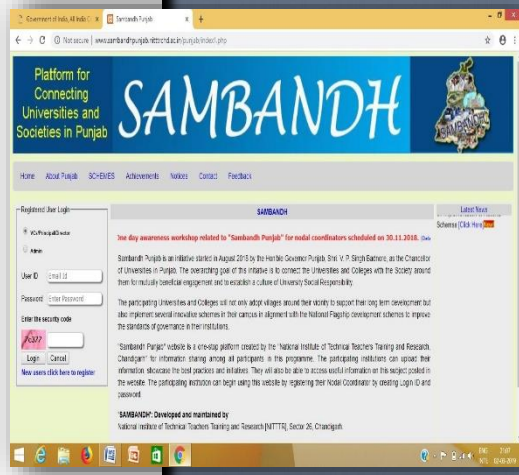 Government of India, All India C
Sambandh Punjab
Not secure | www.sambandhpunjab.nitttrchd.ac.in/punjab/index1.php
Platform for
Connecting
Universities and
Societies in Punjab
SAMBANDH
SAMBANDH
Home About Punjab SCHEMES Achievements Notices Contact Feedback
Registered User Login
VC/Principal/Director
Admin
User ID Email Id
Password Enter Password
Enter the security code
Login Cancel
New users click here to register
SAMBANDH
One day awareness workshop related to "Sambandh Punjab" for nodal coordinators scheduled on 30.11.2018.
Sambandh Punjab is an initiative started in August 2018 by the Hon'ble Governor Punjab, Shri. V. P. Singh Badnore, as the Chancellor
of Universities in Punjab. The overarching goal of this initiative is to connect the Universities and Colleges with the Society around
them for mutually beneficial engagement and to establish a culture of University Social Responsibility.
The participating Universities and Colleges will not only adopt villages around their vicinity to support their long term development but
also implement several innovative schemes in their campus in alignment with the National Flagship development schemes to improve
the standards of governance in their institutions.
"Sambandh Punjab" website is a one-stop platform created by the "National Institute of Technical Teachers Training and Research,
Chandigarh" for information sharing among all participants in this programme. The participating institutions can upload their
information, showcase the best practices and initiatives. They will also be able to access useful information on this subject posted in
the website. The participating institution can begin using this website by registering their Nodal Coordinator by creating Login ID and
password.
"SAMBANDH": Developed and maintained by
National Institute of Technical Teachers Training and Research [NITTTR], Sector 26, Chandigarh.
Latest News
Schemes [Click Here]
ENG
INTL